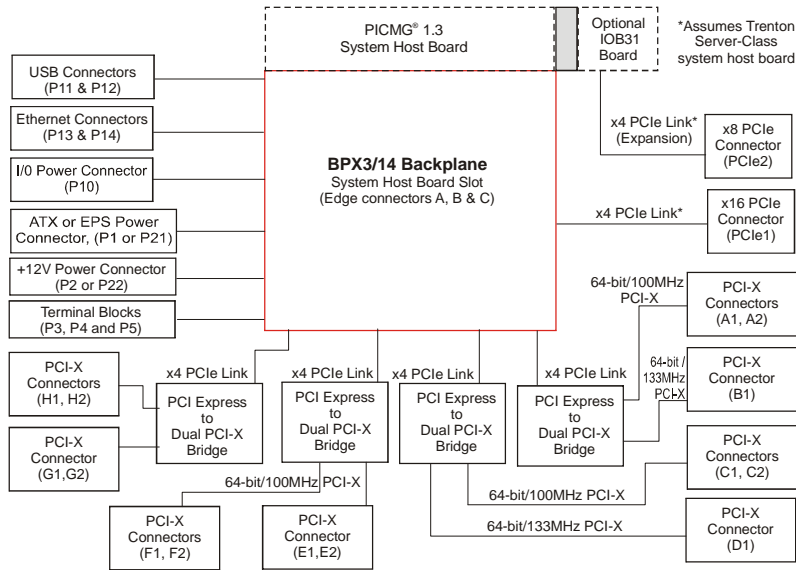 PICMG® 1.3
System Host Board
Optional
IOB31
Board
*Assumes Trenton
Server-Class
system host board
USB Connectors
(P11 & P12)
Ethernet Connectors
(P13 & P14)
I/0 Power Connector
(P10)
ATX or EPS Power
Connector, (P1 or P21)
+12V Power Connector
(P2 or P22)
Terminal Blocks
(P3, P4 and P5)
BPX3/14 Backplane
System Host Board Slot
(Edge connectors A, B & C)
x4 PCIe Link*
(Expansion)
x8 PCIe
Connector
(PCIe2)
x4 PCIe Link*
x16 PCIe
Connector
(PCIe1)
64-bit/100MHz
PCI-X
PCI-X
Connectors
(A1, A2)
64-bit /
133MHz
PCI-X
PCI-X
Connector
(B1)
x4 PCIe Link
x4 PCIe Link
x4 PCIe Link
x4 PCIe Link
PCI-X
Connectors
(H1, H2)
PCI Express
to
Dual PCI-X
Bridge
PCI Express
to
Dual PCI-X
Bridge
PCI Express
to
Dual PCI-X
Bridge
PCI Express
to
Dual PCI-X
Bridge
PCI-X
Connector
(G1,G2)
PCI-X
Connectors
(C1, C2)
64-bit/100MHz PCI-X
64-bit/100MHz PCI-X
64-bit/133MHz PCI-X
PCI-X
Connectors
(F1, F2)
PCI-X
Connector
(E1,E2)
PCI-X
Connector
(D1)